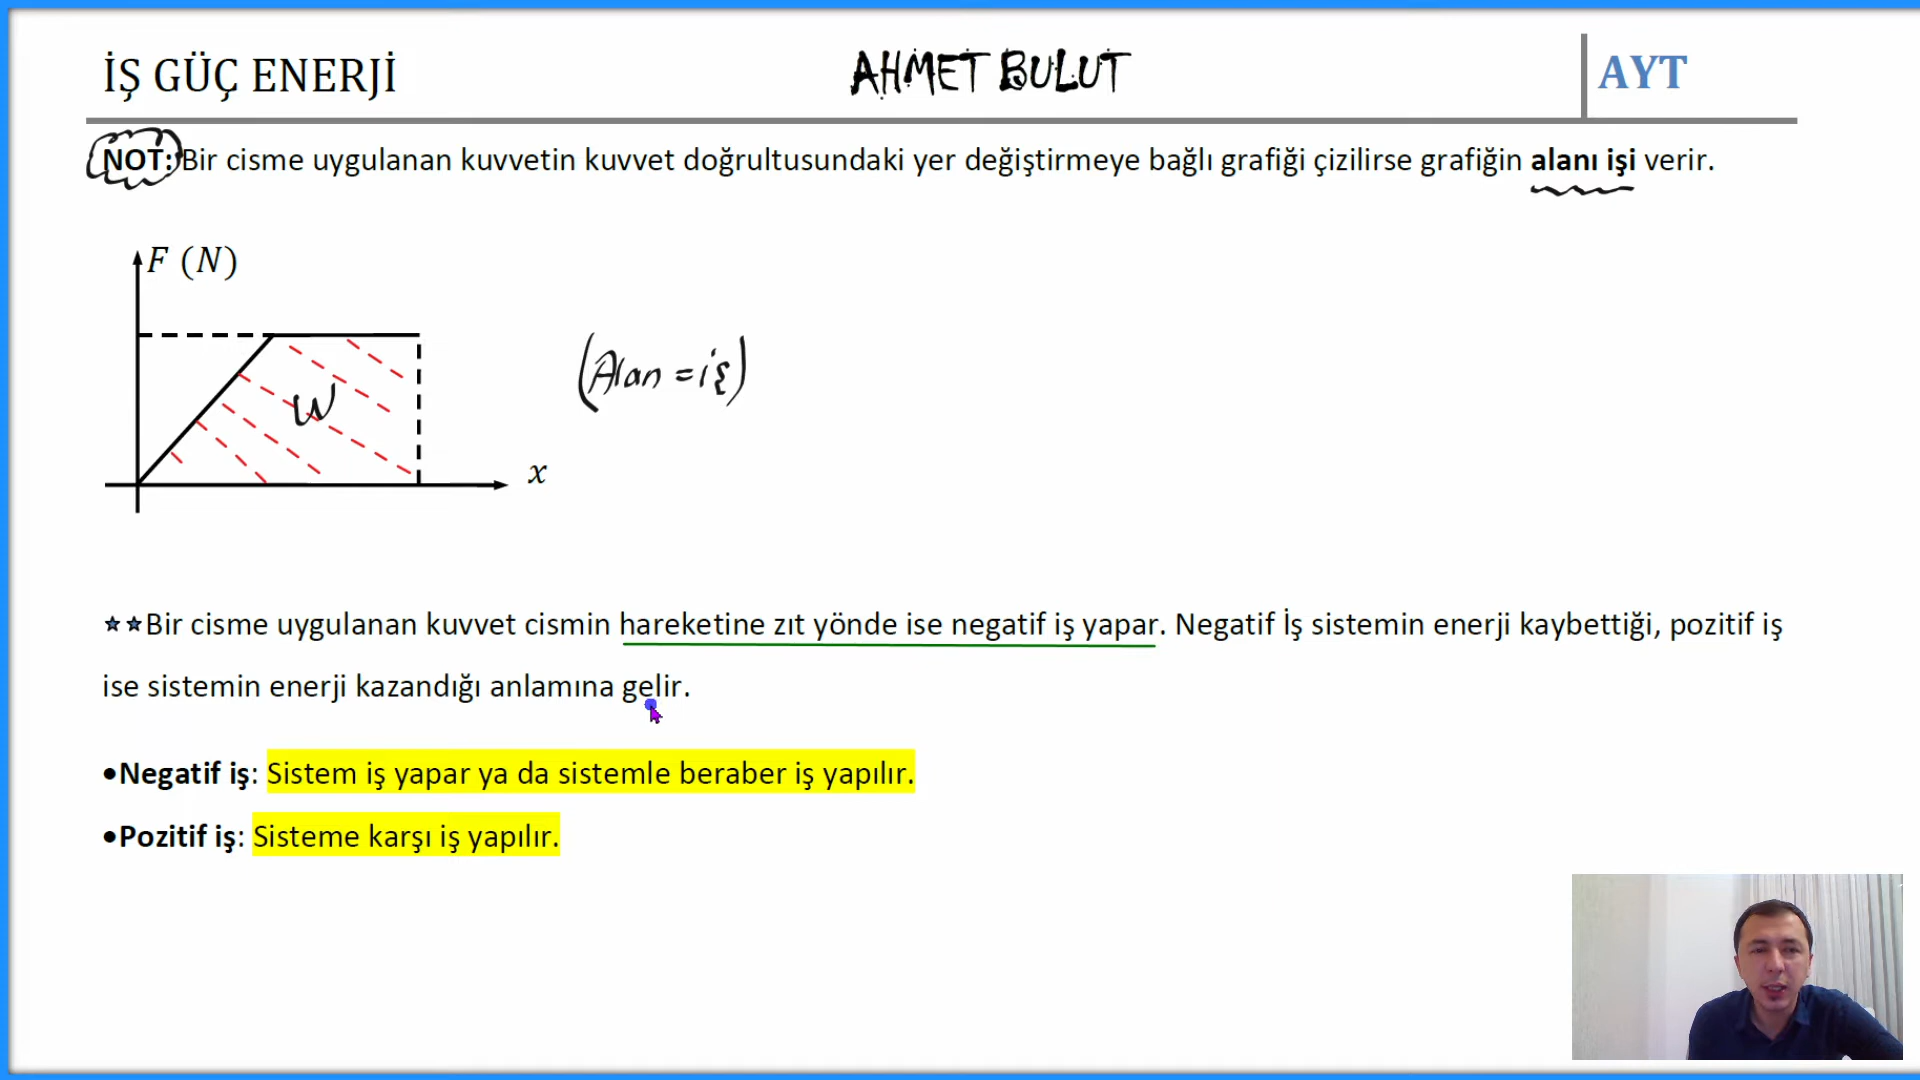 İŞ GÜÇ ENERJİ
AHMET BULUT
AYT
NOT: Bir cisme uygulanan kuvvetin kuvvet doğrultusundaki yer değiştirmeye bağlı grafiği çizilirse grafiğin alanı işi verir.
F (N)
W
(Alan = iş)
x
★★Bir cisme uygulanan kuvvet cismin hareketine zıt yönde ise negatif iş yapar. Negatif İş sistemin enerji kaybettiği, pozitif iş
ise sistemin enerji kazandığı anlamına gelir.
•Negatif iş: Sistem iş yapar ya da sistemle beraber iş yapılır.
•Pozitif iş: Sisteme karşı iş yapılır.